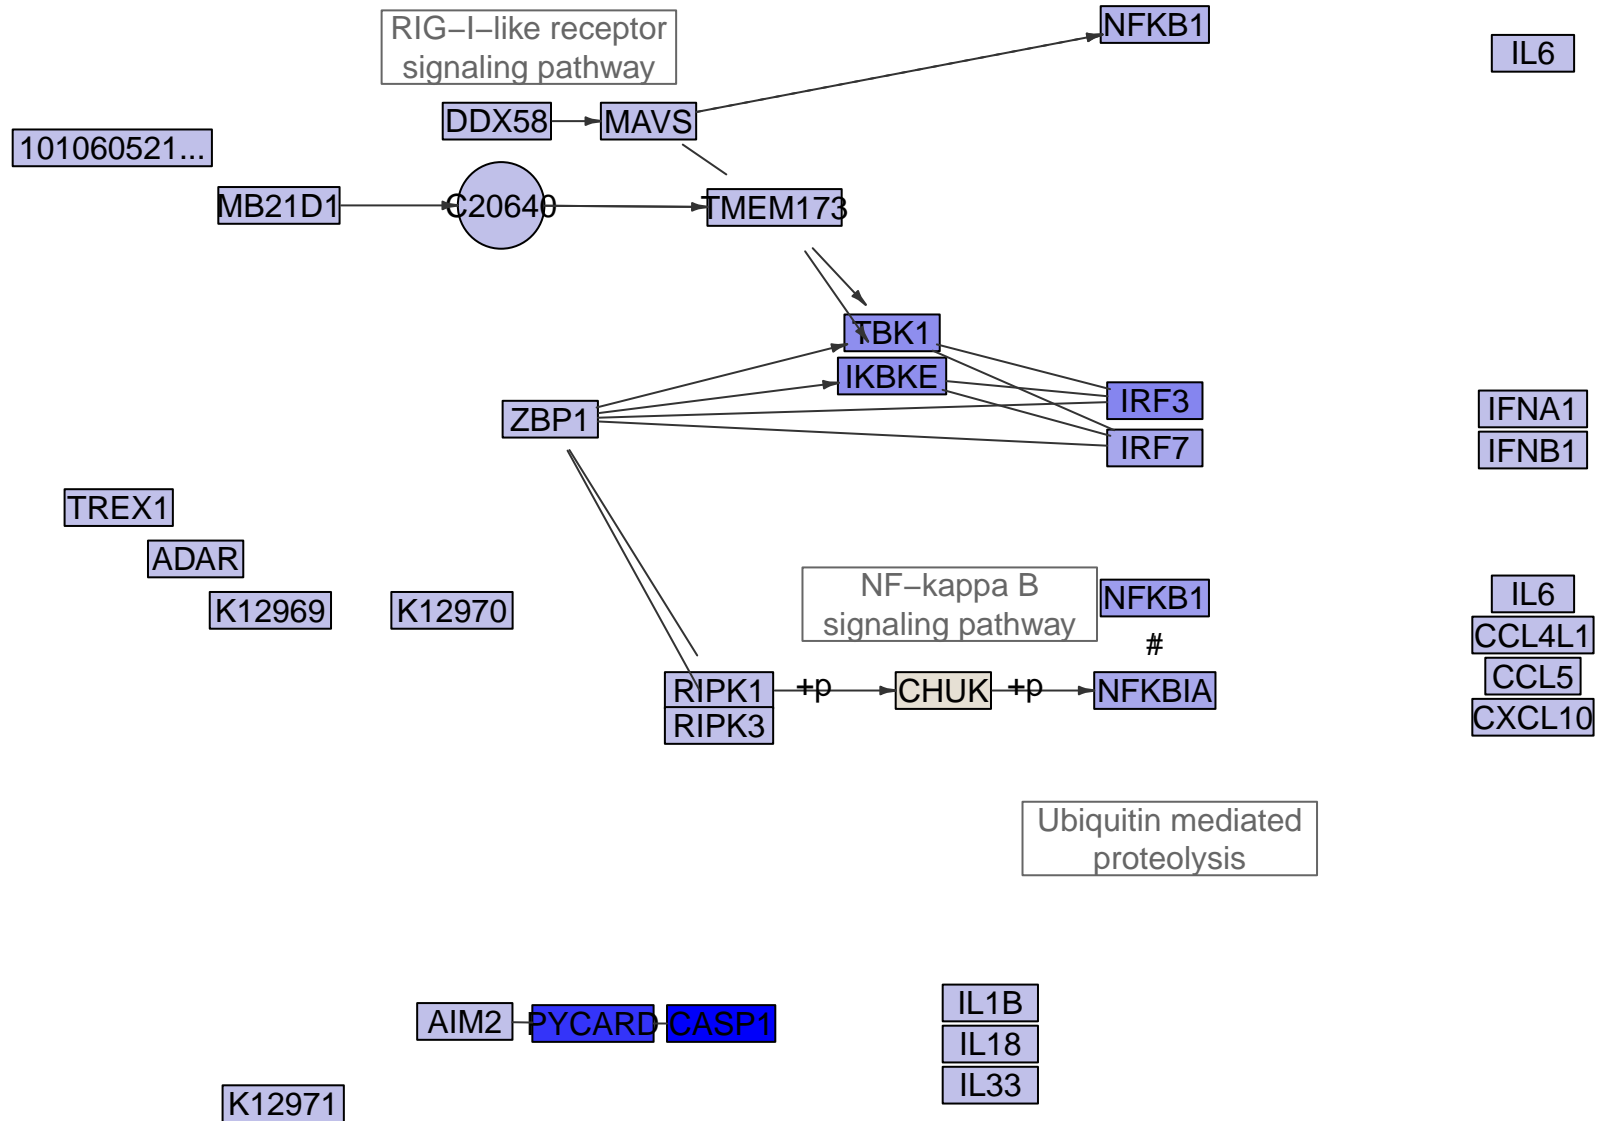 RIG−I−like receptor
signaling pathway
NFKB1
IL6
DDX58
MAVS
101060521...
MB21D1
C20640
TMEM173
TBK1
IKBKE
ZBP1
IRF3
IRF7
IFNA1
IFNB1
TREX1
ADAR
K12969
K12970
NF−kappa B
signaling pathway
NFKB1
#
IL6
CCL4L1
CCL5
CXCL10
RIPK1
+p
CHUK
+p
NFKBIA
RIPK3
Ubiquitin mediated
proteolysis
AIM2
PYCARD
CASP1
IL1B
IL18
IL33
K12971